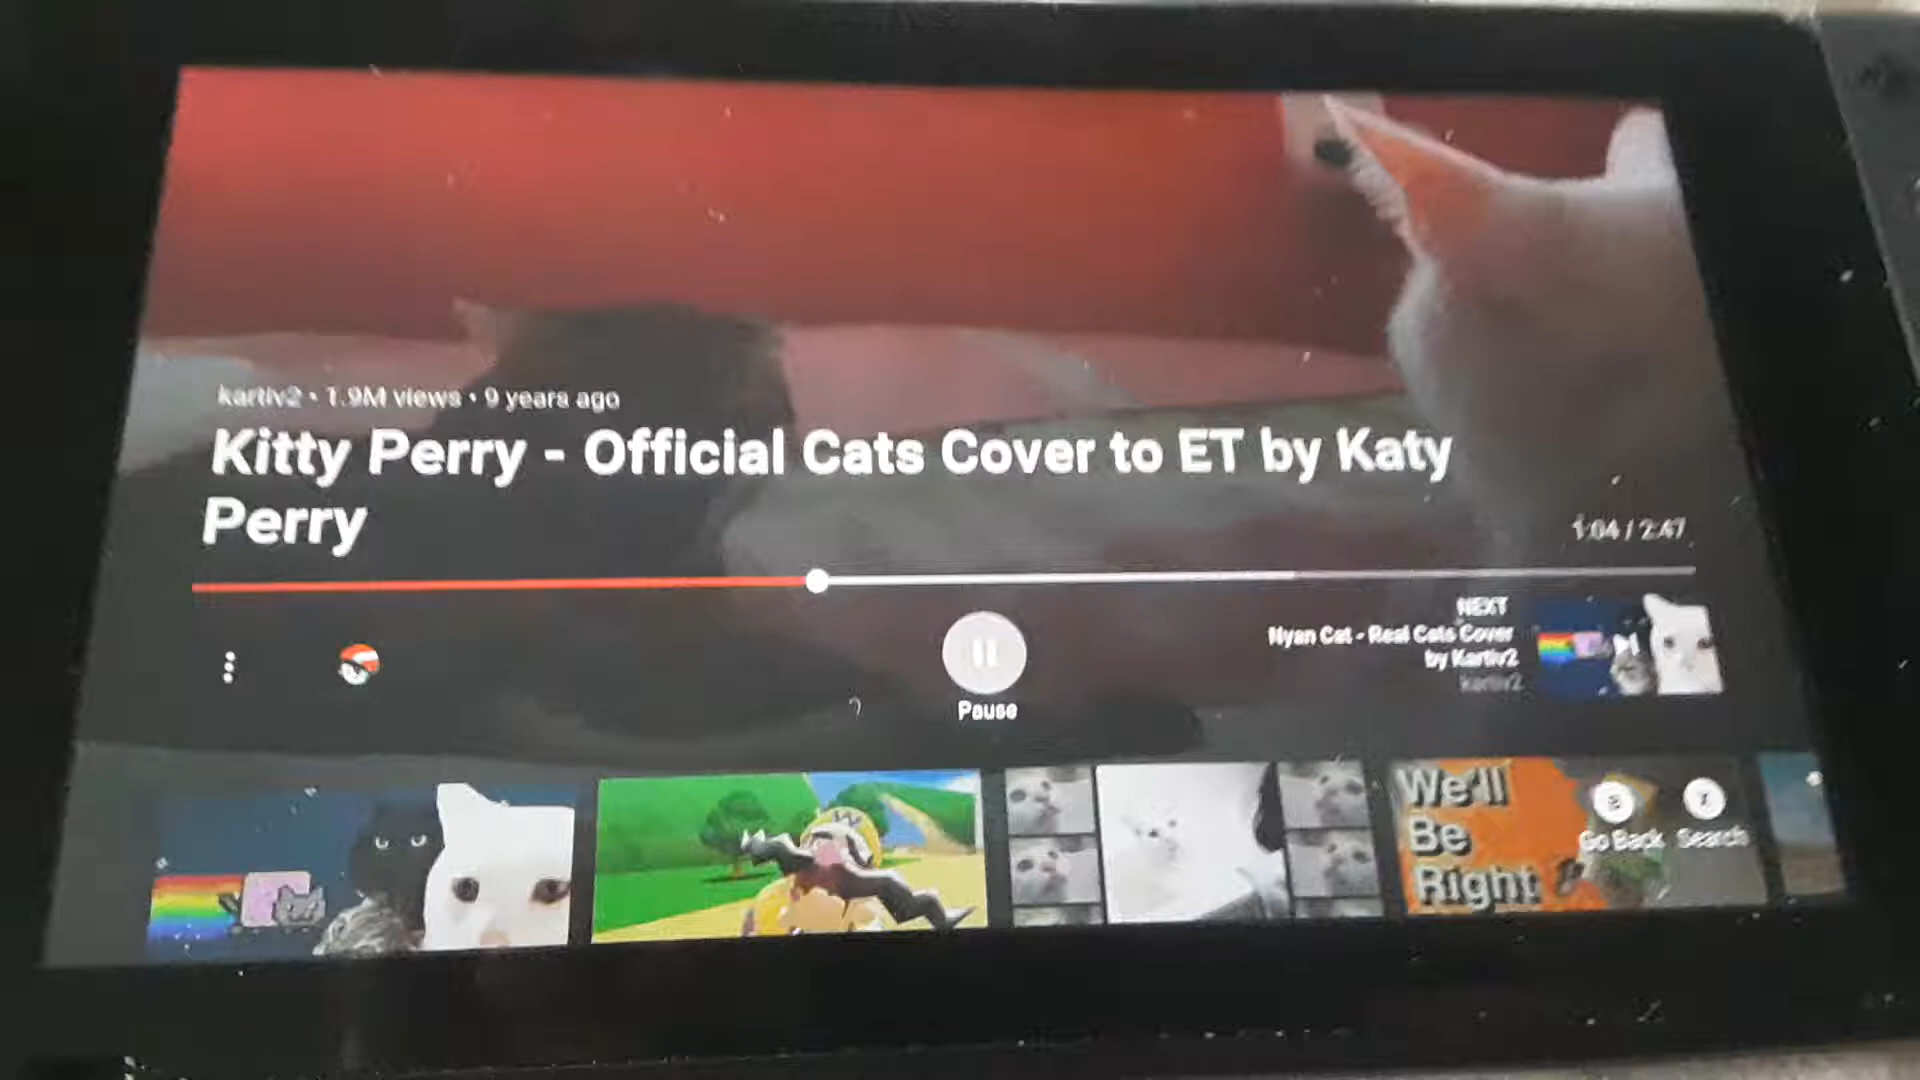 kartiv2 • 1.9M views • 9 years ago
Kitty Perry - Official Cats Cover to ET by Katy
Perry
1:04 / 2:47
NEXT
Nyan Cat - Real Cats Cover
by Kartiv2
kartiv2
Pause
W
We'll
Be
Right
B
Go Back
X
Search